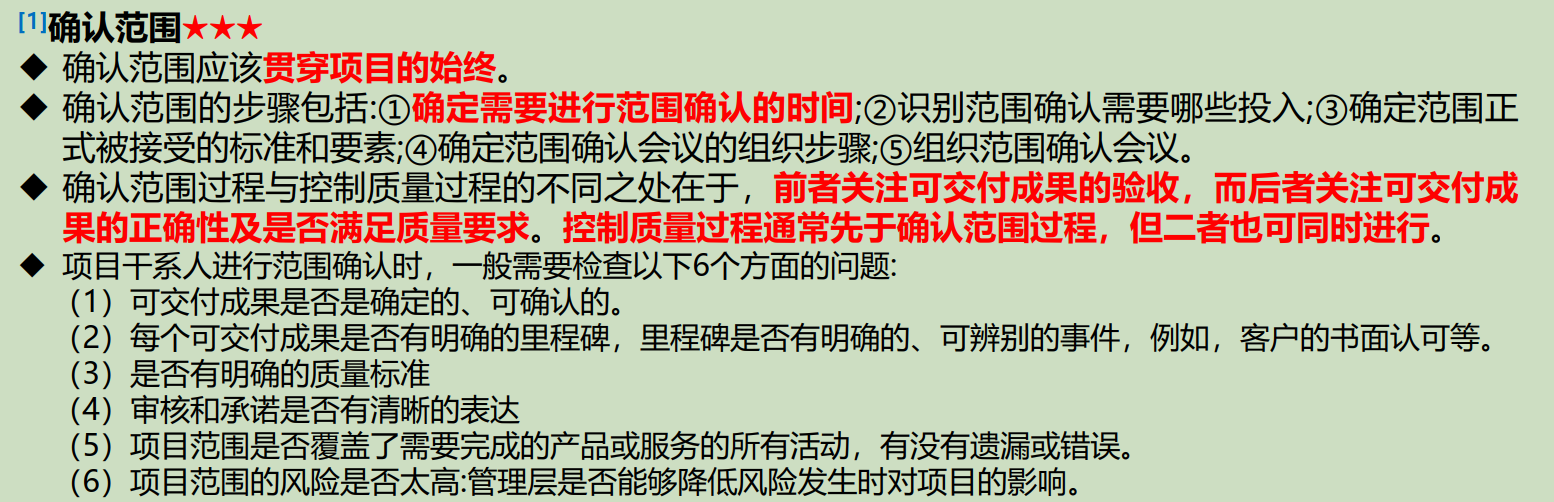 [1]确认范围★★★
◆ 确认范围应该贯穿项目的始终。
◆ 确认范围的步骤包括:①确定需要进行范围确认的时间;②识别范围确认需要哪些投入;③确定范围正
式被接受的标准和要素;④确定范围确认会议的组织步骤;⑤组织范围确认会议。
◆ 确认范围过程与控制质量过程的不同之处在于，前者关注可交付成果的验收，而后者关注可交付成
果的正确性及是否满足质量要求。控制质量过程通常先于确认范围过程，但二者也可同时进行。
◆ 项目干系人进行范围确认时，一般需要检查以下6个方面的问题:
（1）可交付成果是否是确定的、可确认的。
（2）每个可交付成果是否有明确的里程碑，里程碑是否有明确的、可辨别的事件，例如，客户的书面认可等。
（3）是否有明确的质量标准
（4）审核和承诺是否有清晰的表达
（5）项目范围是否覆盖了需要完成的产品或服务的所有活动，有没有遗漏或错误。
（6）项目范围的风险是否太高:管理层是否能够降低风险发生时对项目的影响。